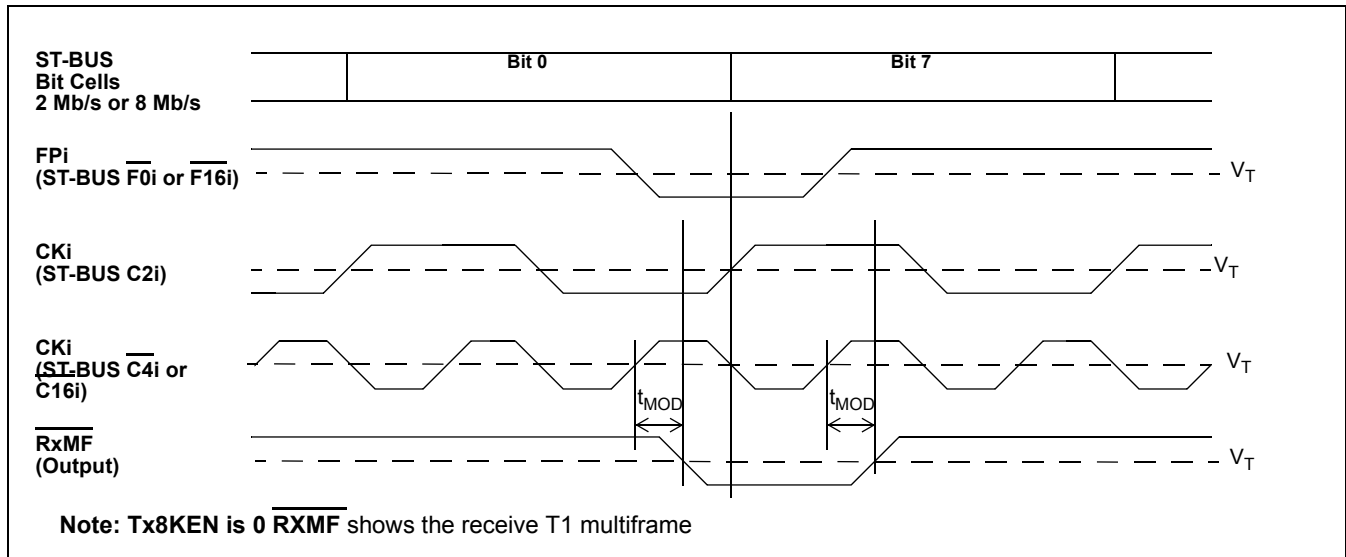 ST-BUS
Bit Cells
2 Mb/s or 8 Mb/s
Bit 0
Bit 7
FPi
(ST-BUS F0i or F16i)
VT
CKi
(ST-BUS C2i)
VT
CKi
(ST-BUS C4i or
C16i)
VT
tMOD
tMOD
RxMF
(Output)
VT
Note: Tx8KEN is 0 RXMF shows the receive T1 multiframe